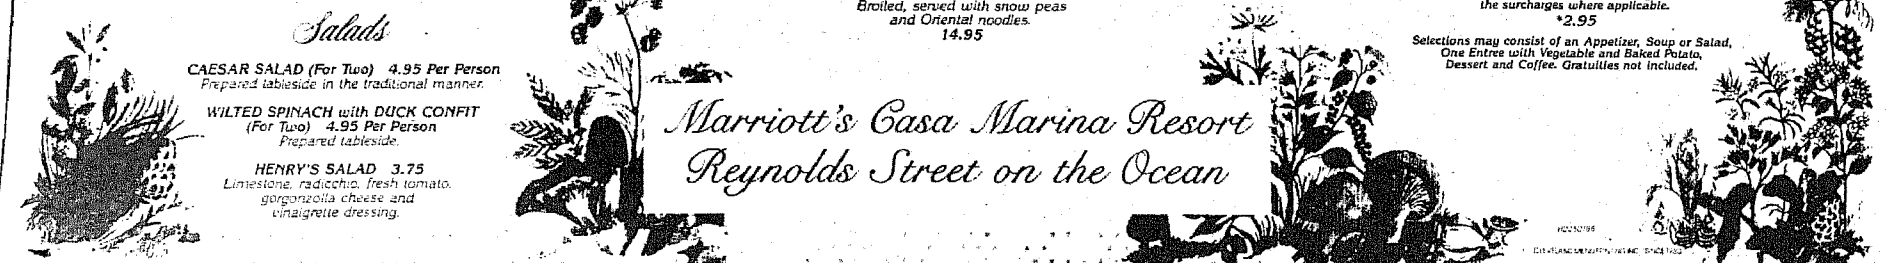 Salads
CAESAR SALAD (For Two) 4.95 Per Person
Prepared tableside in the traditional manner.
WILTED SPINACH with DUCK CONFIT
(For Two) 4.95 Per Person
Prepared tableside.
HENRY'S SALAD 3.75
Limestone, radicchio, fresh tomato,
gorgonzolla cheese and
vinaigrette dressing.
Broiled, served with snow peas
and Oriental noodles.
14.95
Marriott's Casa Marina Resort
Reynolds Street on the Ocean
the surcharges where applicable.
*2.95
Selections may consist of an Appetizer, Soup or Salad,
One Entree with Vegetable and Baked Potato,
Dessert and Coffee. Gratuities not included.